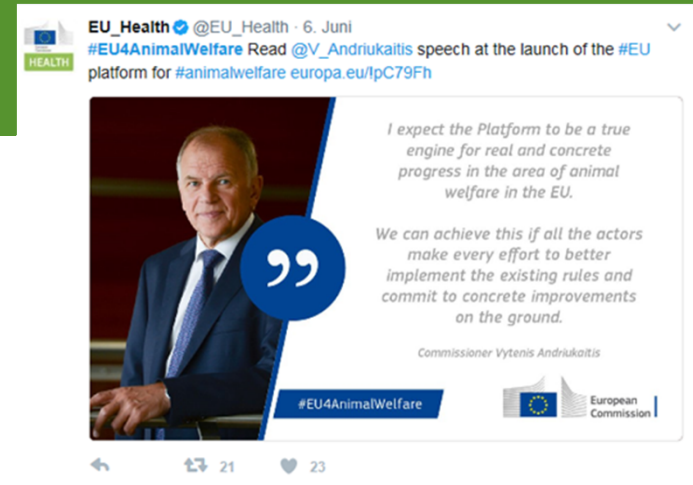 EU_Health @EU_Health · 6. Juni
#EU4AnimalWelfare Read @V_Andriukaitis speech at the launch of the #EU
platform for #animalwelfare europa.eu/!pC79Fh
HEALTH
I expect the Platform to be a true
engine for real and concrete
progress in the area of animal
welfare in the EU.
We can achieve this if all the actors
make every effort to better
implement the existing rules and
commit to concrete improvements
on the ground.
Commissioner Vytenis Andriukaitis
#EU4AnimalWelfare
European
Commission
21 23